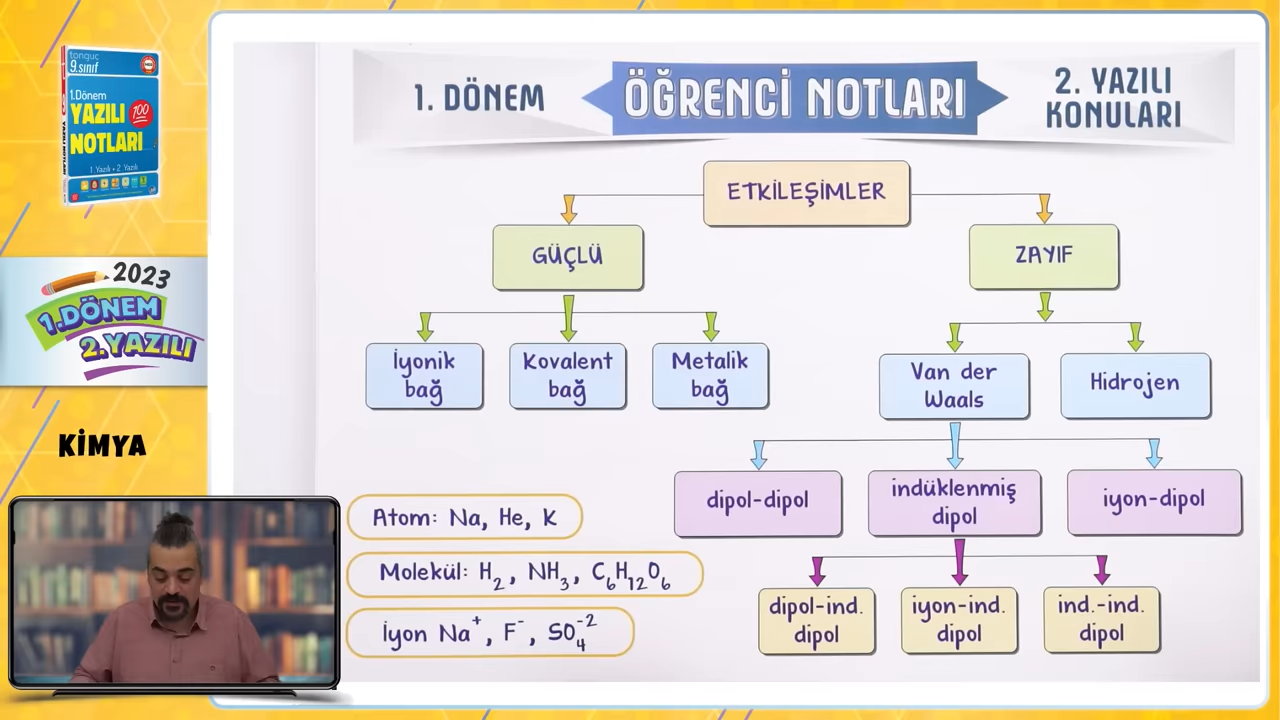 tonguç
9.sınıf
1.Dönem
YAZILI
100
NOTLARI
1.Yazılı • 2.Yazılı
YAZILI NOTLARI
2023
1.DÖNEM
2.YAZILI
KİMYA
1. DÖNEM
ÖĞRENCİ NOTLARI
2. YAZILI
KONULARI
ETKİLEŞİMLER
GÜÇLÜ
ZAYIF
İyonik
bağ
Kovalent
bağ
Metalik
bağ
Van der
Waals
Hidrojen
dipol-dipol
indüklenmiş
dipol
iyon-dipol
dipol-ind.
dipol
iyon-ind.
dipol
ind.-ind.
dipol
Atom: Na, He, K
Molekül: H₂, NH₃, C₆H₁₂O₆
İyon Na⁺, F⁻, SO₄⁻²